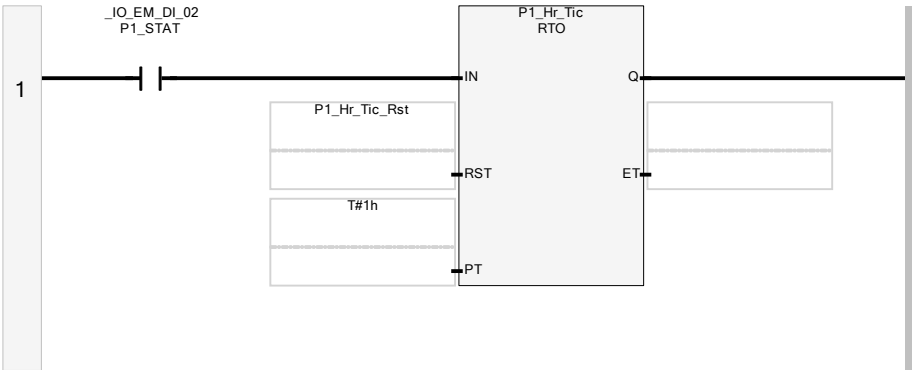 _IO_EM_DI_02
P1_STAT
P1_Hr_Tic
RTO
1
IN
Q
P1_Hr_Tic_Rst
RST
ET
T#1h
PT